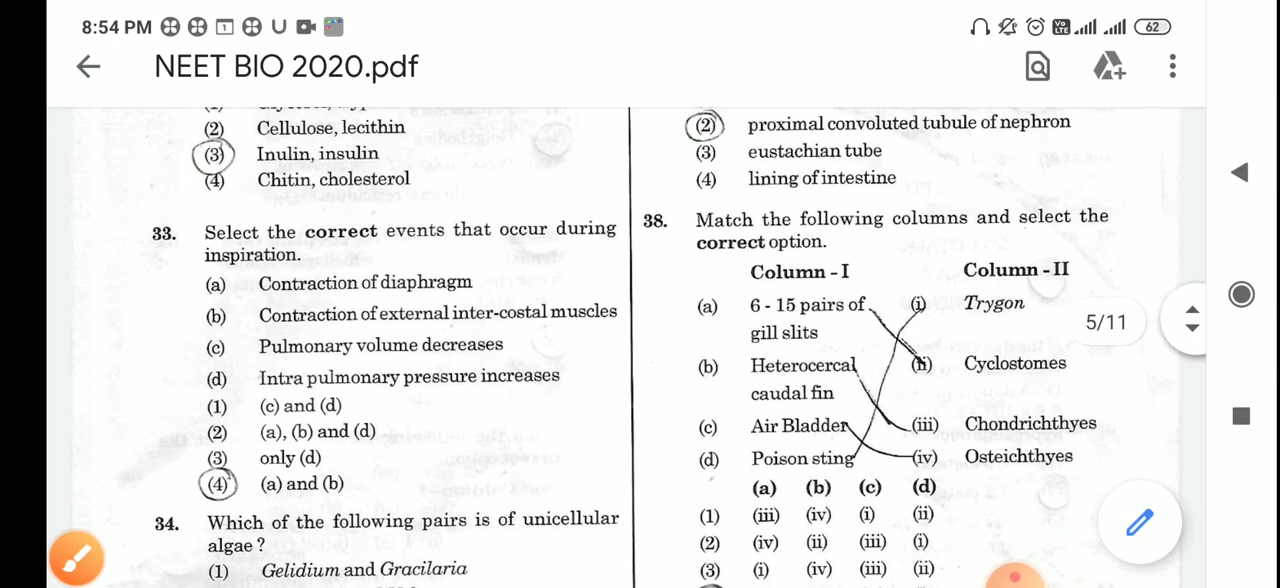 8:54 PM
62
NEET BIO 2020.pdf
(2) Cellulose, lecithin
(3) Inulin, insulin
(4) Chitin, cholesterol
33. Select the correct events that occur during
inspiration.
(a) Contraction of diaphragm
(b) Contraction of external inter-costal muscles
(c) Pulmonary volume decreases
(d) Intra pulmonary pressure increases
(1) (c) and (d)
(2) (a), (b) and (d)
(3) only (d)
(4) (a) and (b)
34. Which of the following pairs is of unicellular
algae ?
(1) Gelidium and Gracilaria
(2) proximal convoluted tubule of nephron
(3) eustachian tube
(4) lining of intestine
38. Match the following columns and select the
correct option.
Column - I Column - II
(a) 6 - 15 pairs of (i) Trygon
gill slits
(b) Heterocercal (ii) Cyclostomes
caudal fin
(c) Air Bladder (iii) Chondrichthyes
(d) Poison sting (iv) Osteichthyes
(a) (b) (c) (d)
(1) (iii) (iv) (i) (ii)
(2) (iv) (ii) (iii) (i)
(3) (i) (iv) (iii) (ii)
5/11